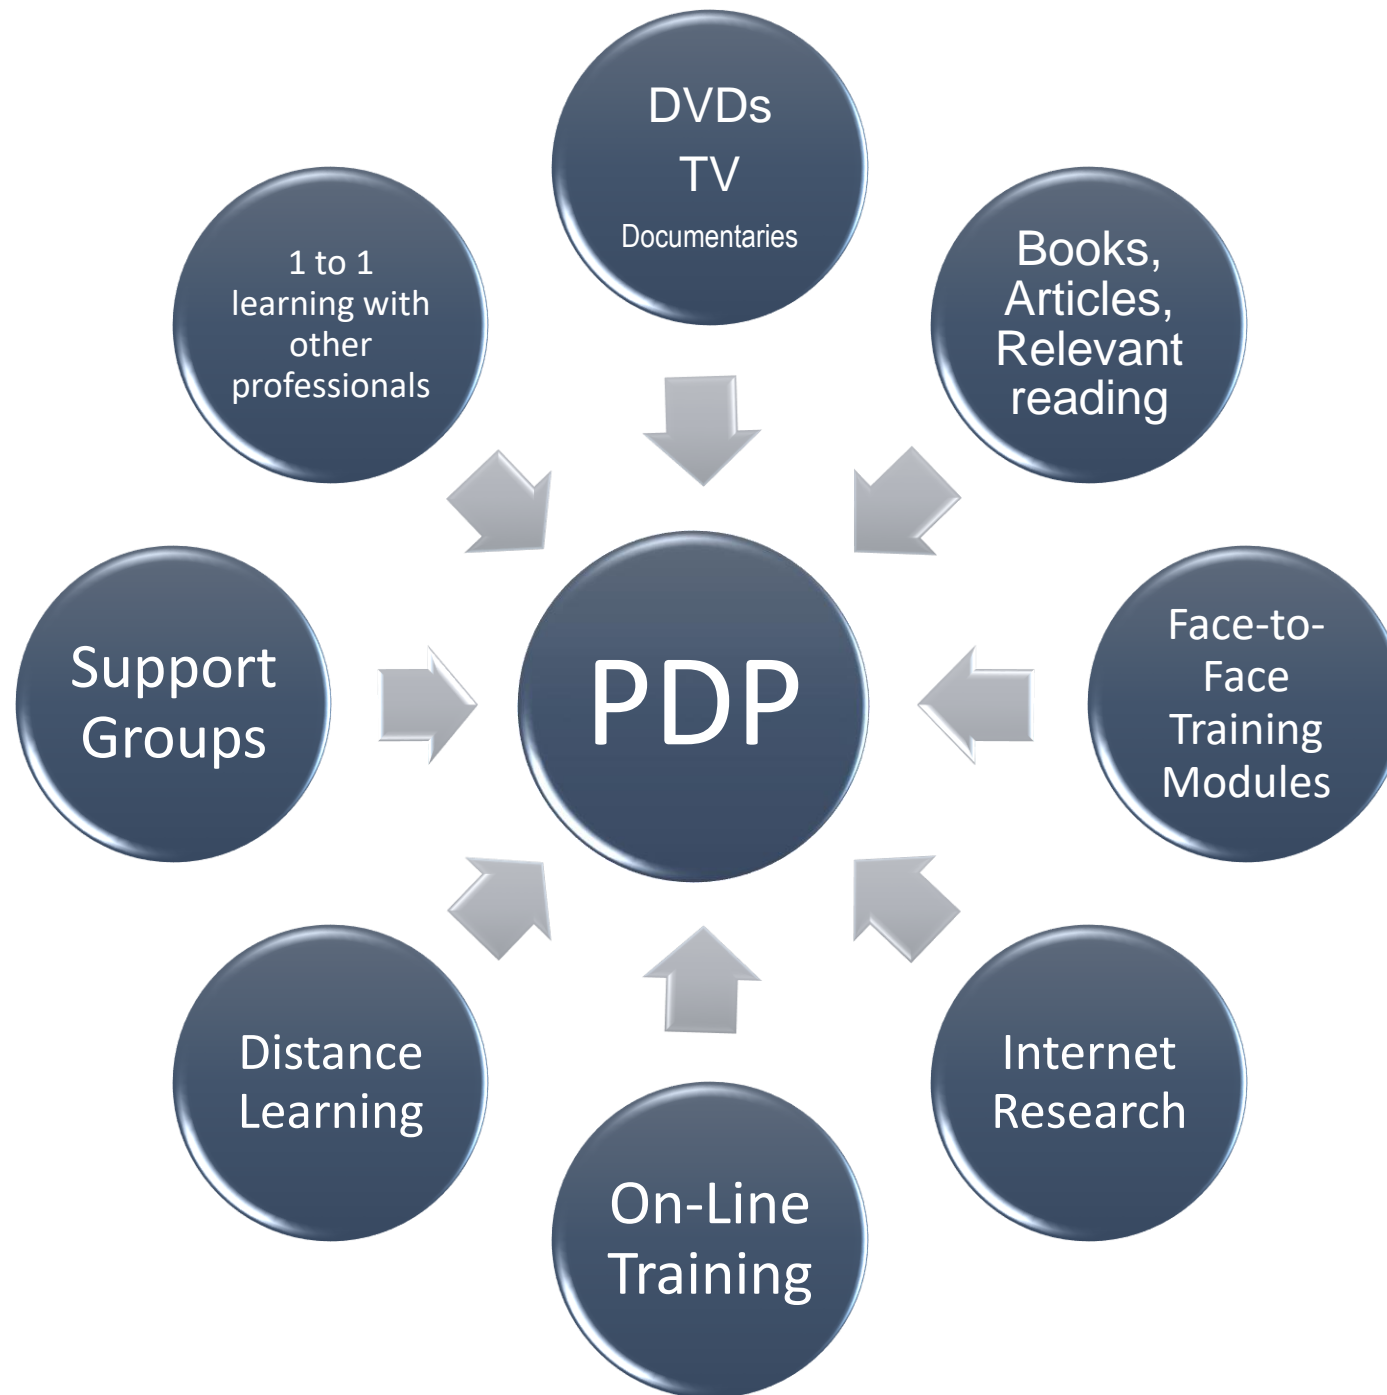 DVDs
TV
Documentaries
Books,
Articles,
Relevant
reading
Face-to-
Face
Training
Modules
Internet
Research
On-Line
Training
Distance
Learning
Support
Groups
1 to 1
learning with
other
professionals
PDP